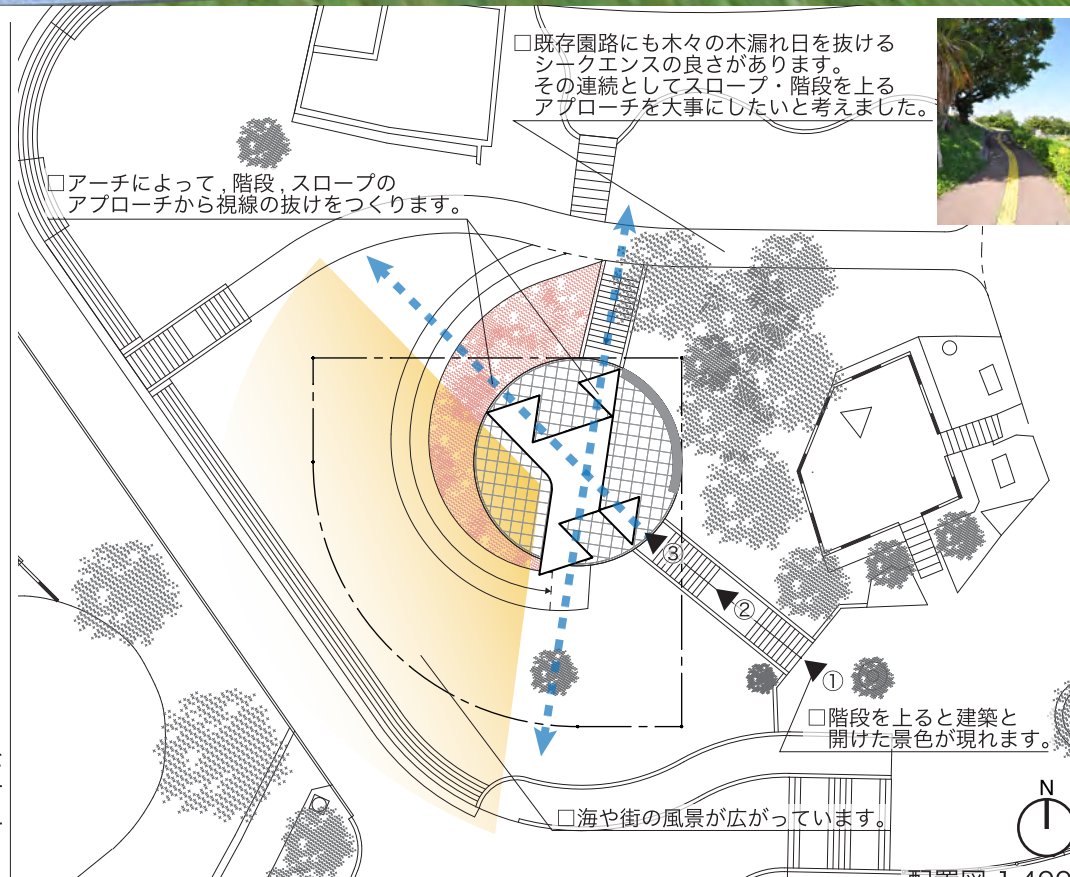 □既存園路にも木々の木漏れ日を抜ける
シークエンスの良さがあります。
その連続としてスロープ・階段を上る
アプローチを大事にしたいと考えました。
□アーチによって,階段,スロープの
アプローチから視線の抜けをつくります。
③
②
①
□階段を上ると建築と
開けた景色が現れます。
□海や街の風景が広がっています。
N